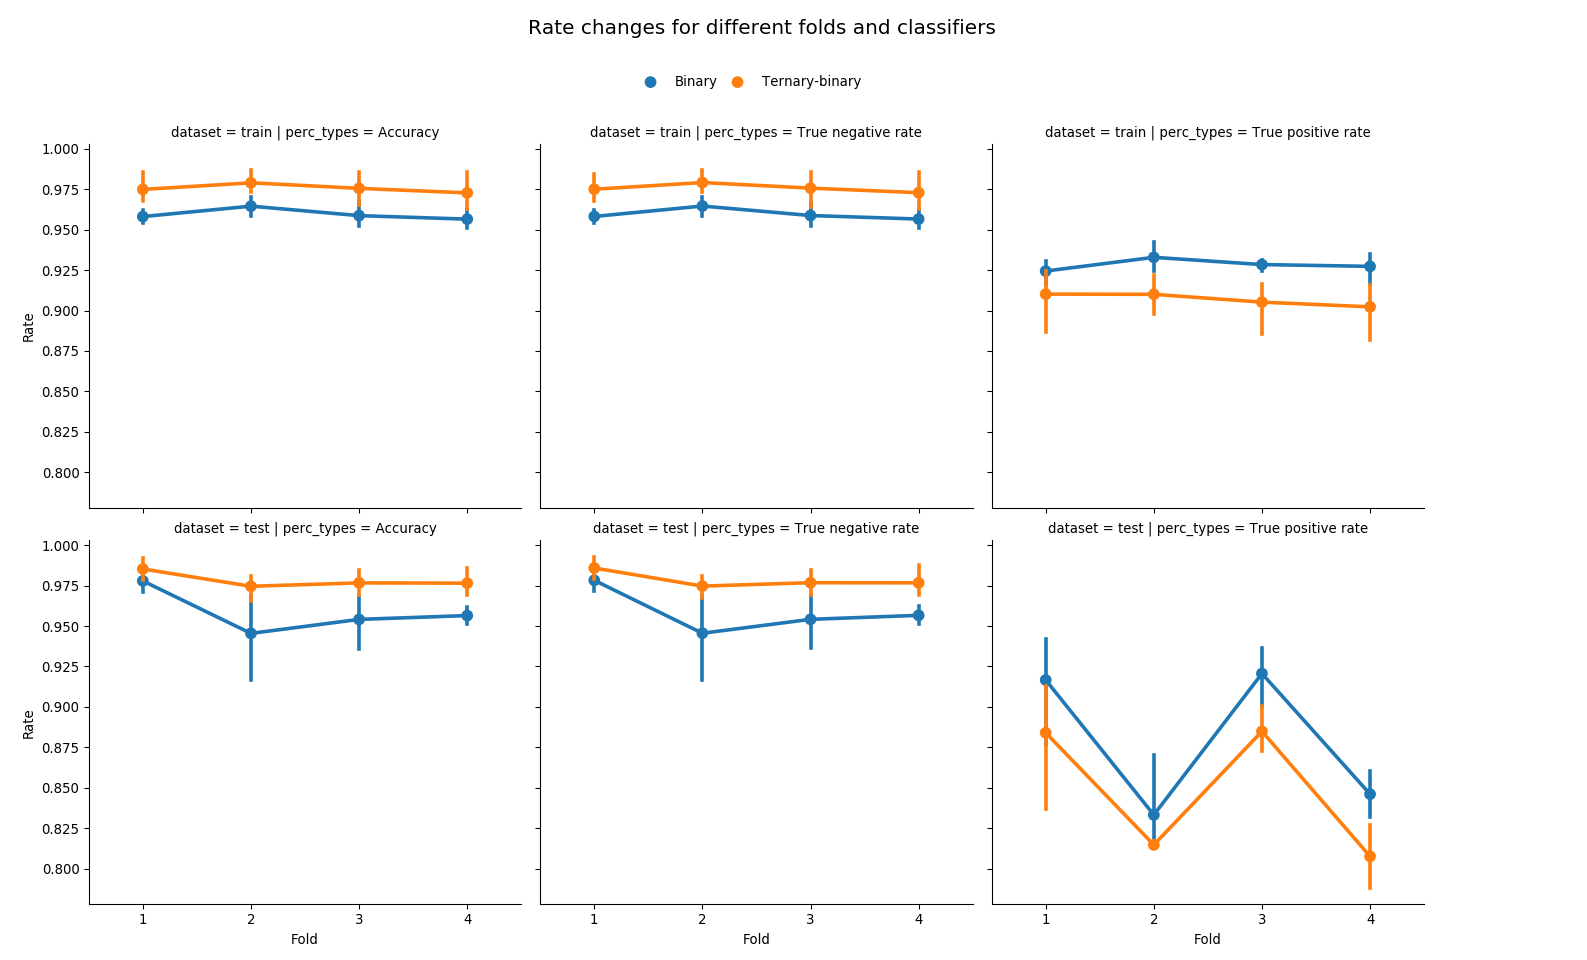 Rate changes for different folds and classifiers
Binary Ternary-binary
dataset = train | perc_types = Accuracy
dataset = train | perc_types = True negative rate
dataset = train | perc_types = True positive rate
1.000
0.975
0.950
0.925
0.900
0.875
0.850
0.825
0.800
Rate
dataset = test | perc_types = Accuracy
dataset = test | perc_types = True negative rate
dataset = test | perc_types = True positive rate
1.000
0.975
0.950
0.925
0.900
0.875
0.850
0.825
0.800
Rate
1 2 3 4
Fold
1 2 3 4
Fold
1 2 3 4
Fold